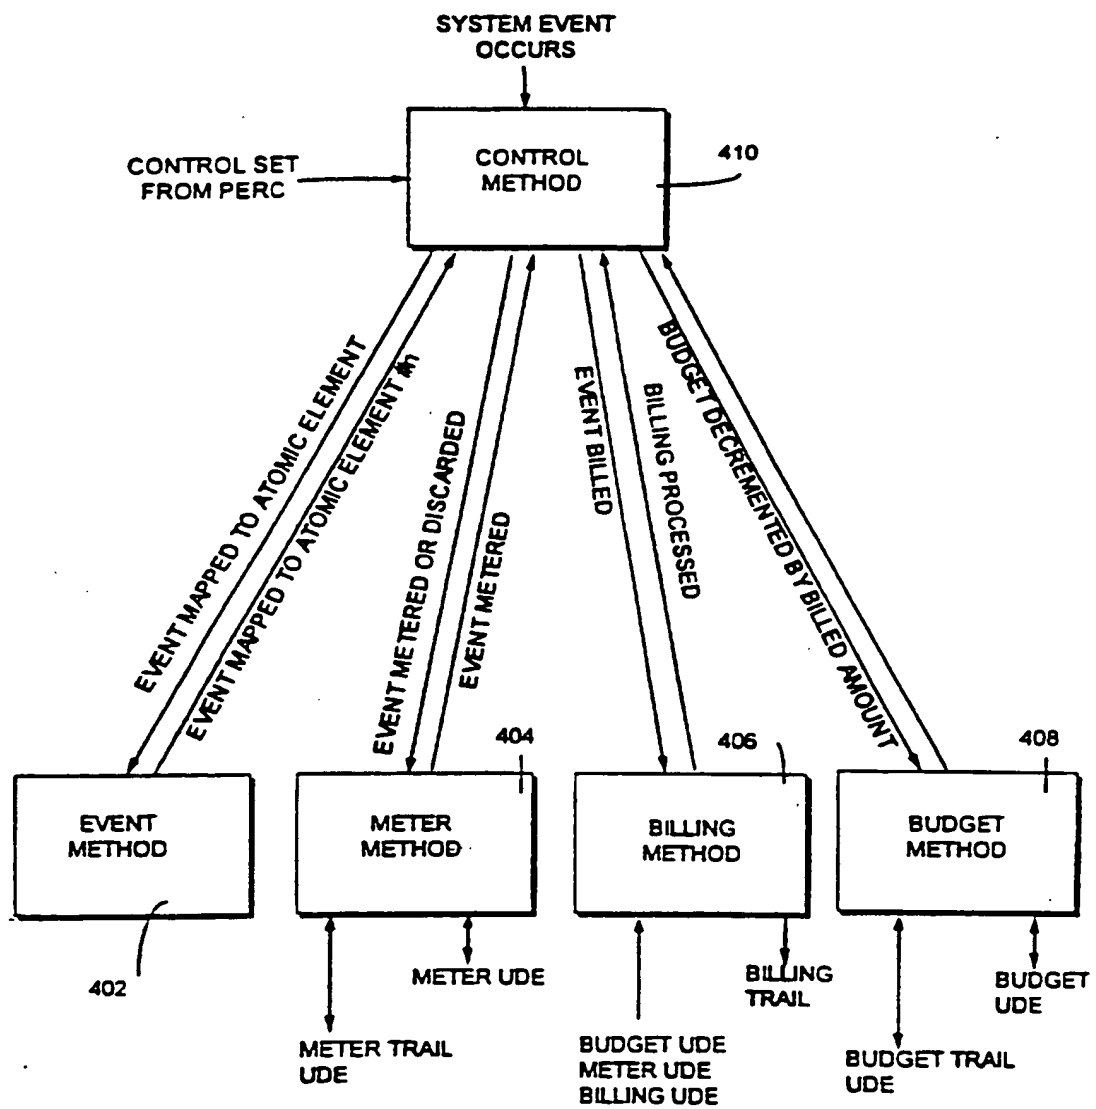 SYSTEM EVENT
OCCURS
CONTROL SET
FROM PERC
CONTROL
METHOD
410
EVENT MAPPED TO ATOMIC ELEMENT
EVENT MAPPED TO ATOMIC ELEMENT
EVENT METERED OR DISCARDED
EVENT METERED
EVENT BILLED
BILLING PROCESSED
BUDGET DECREMENTED BY BILLED AMOUNT
404
406
408
EVENT
METHOD
METER
METHOD
BILLING
METHOD
BUDGET
METHOD
402
METER UDE
BILLING
TRAIL
BUDGET
UDE
METER TRAIL
UDE
BUDGET UDE
METER UDE
BILLING UDE
BUDGET TRAIL
UDE